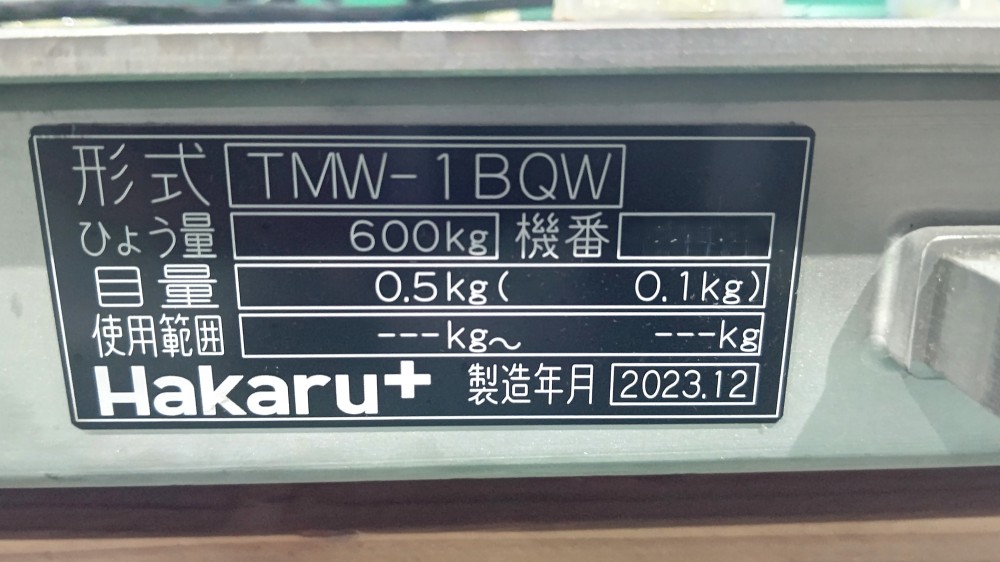 形式 TMW-1BQW
ひょう量 600kg 機番
目量 0.5kg( 0.1kg)
使用範囲 ---kg～ ---kg
Hakaru+ 製造年月 2023.12